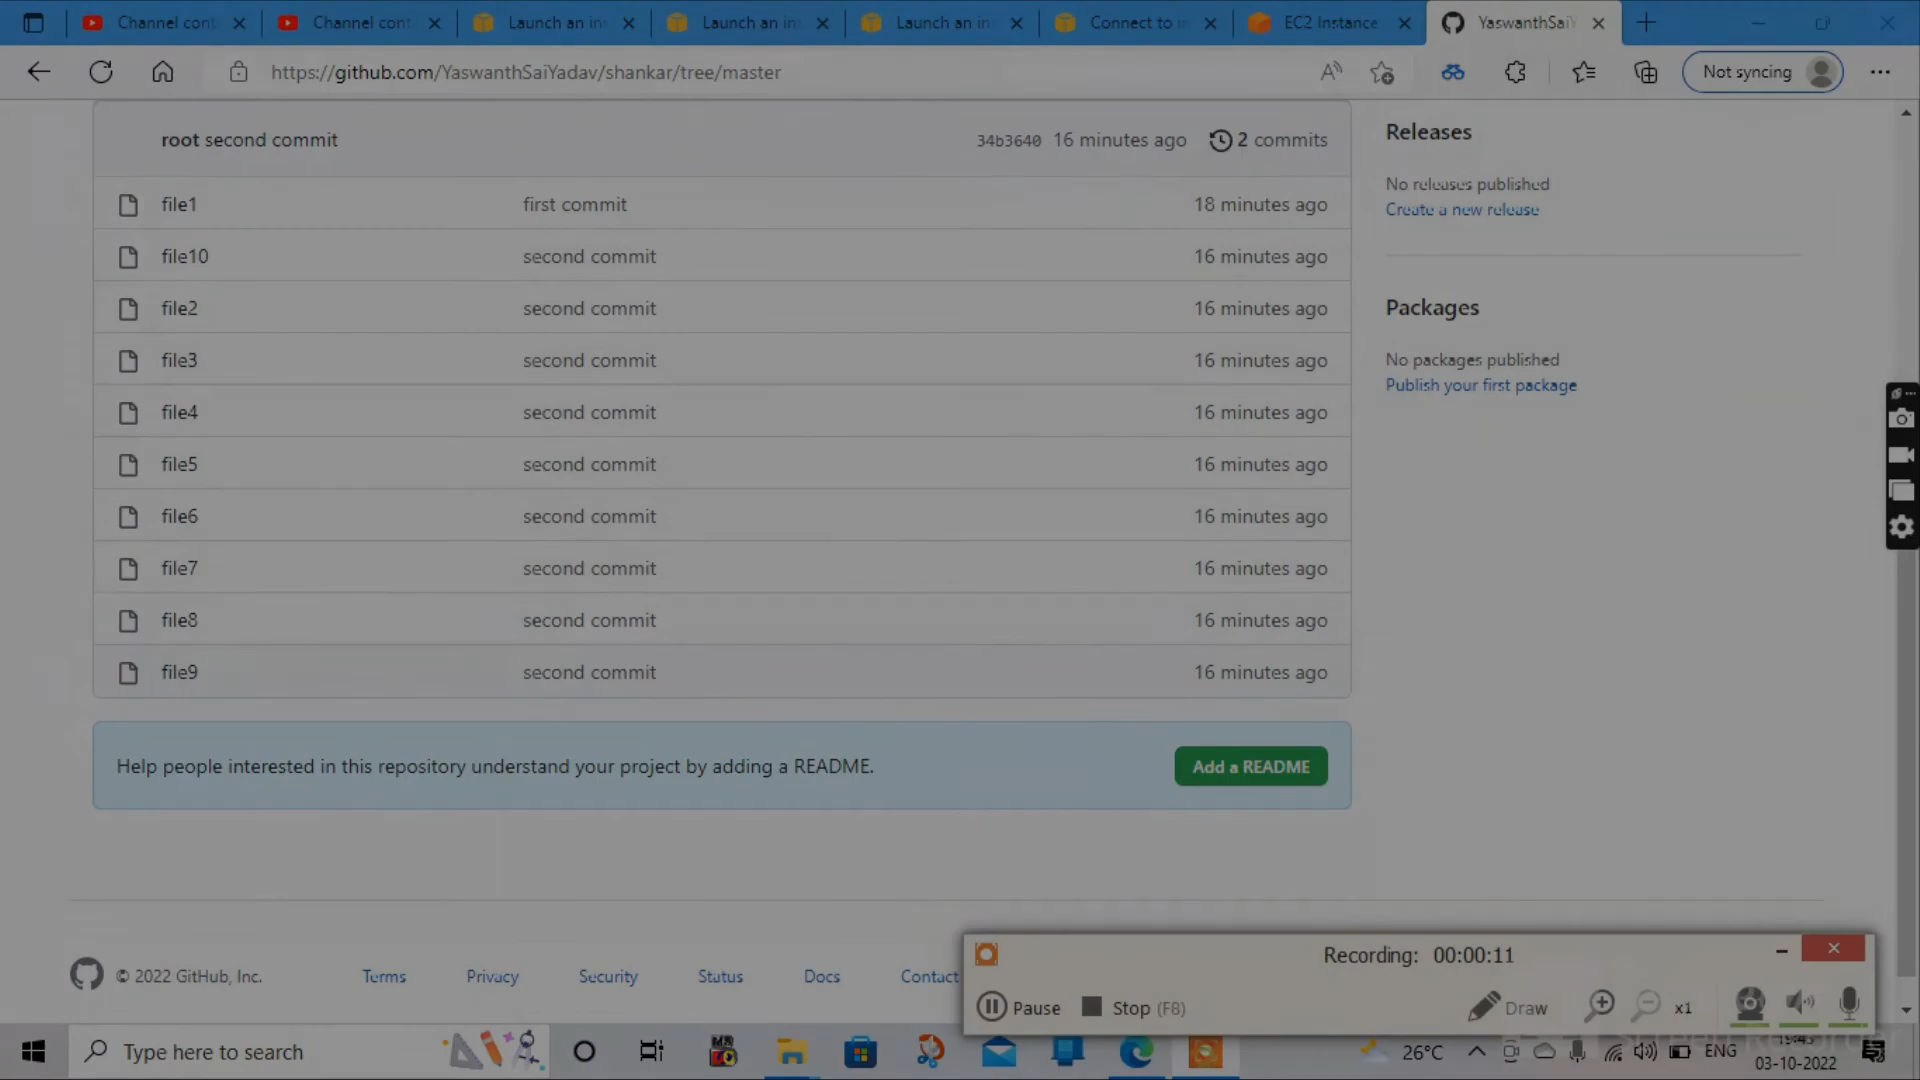 Channel cont
Channel cont
Launch an in
Launch an in
Launch an in
Connect to
EC2 Instance
YaswanthSaiY
https://github.com/YaswanthSaiYadav/shankar/tree/master
Not syncing
root second commit
34b3640 16 minutes ago 2 commits
file1 first commit 18 minutes ago
file10 second commit 16 minutes ago
file2 second commit 16 minutes ago
file3 second commit 16 minutes ago
file4 second commit 16 minutes ago
file5 second commit 16 minutes ago
file6 second commit 16 minutes ago
file7 second commit 16 minutes ago
file8 second commit 16 minutes ago
file9 second commit 16 minutes ago
Releases
No releases published
Create a new release
Packages
No packages published
Publish your first package
Help people interested in this repository understand your project by adding a README.
Add a README
© 2022 GitHub, Inc.
Terms
Privacy
Security
Status
Docs
Contact
Recording: 00:00:11
Pause
Stop (F8)
Draw
x1
Type here to search
26°C
ENG
03-10-2022